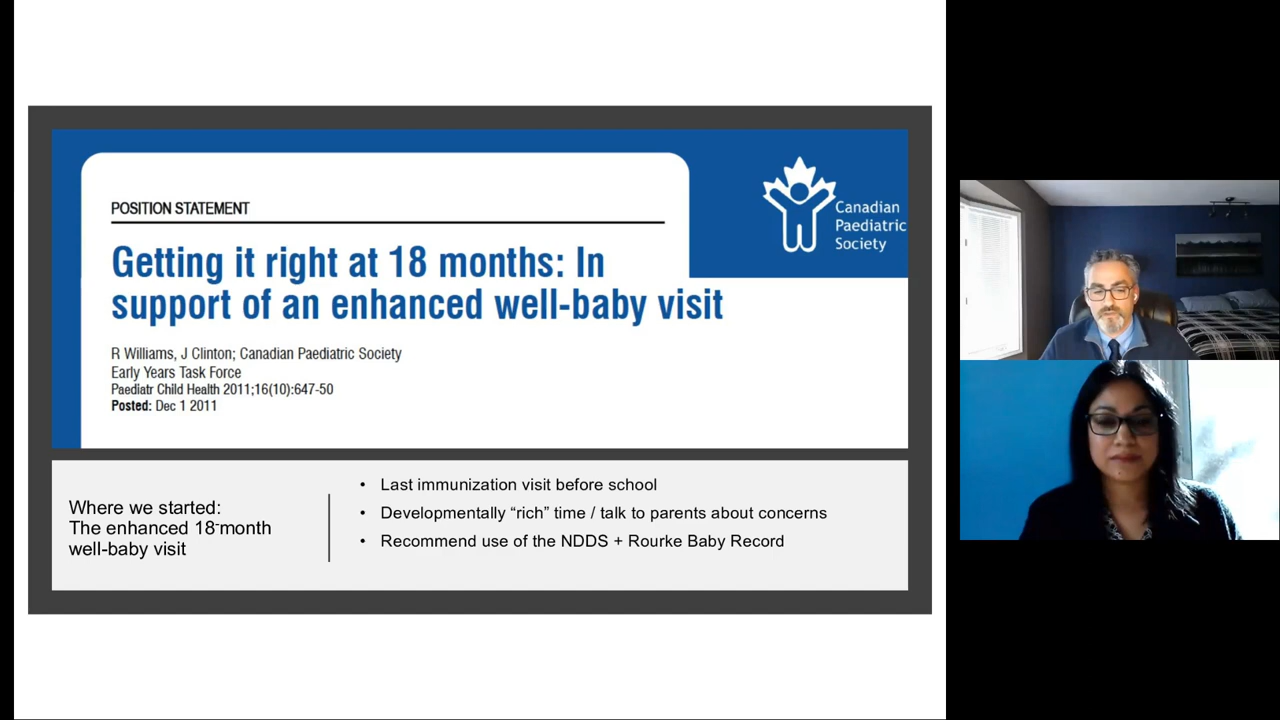 POSITION STATEMENT
Getting it right at 18 months: In
support of an enhanced well-baby visit
R Williams, J Clinton; Canadian Paediatric Society
Early Years Task Force
Paediatr Child Health 2011;16(10):647-50
Posted: Dec 1 2011
Canadian
Paediatric
Society
Where we started:
The enhanced 18-month
well-baby visit
• Last immunization visit before school
• Developmentally “rich” time / talk to parents about concerns
• Recommend use of the NDDS + Rourke Baby Record